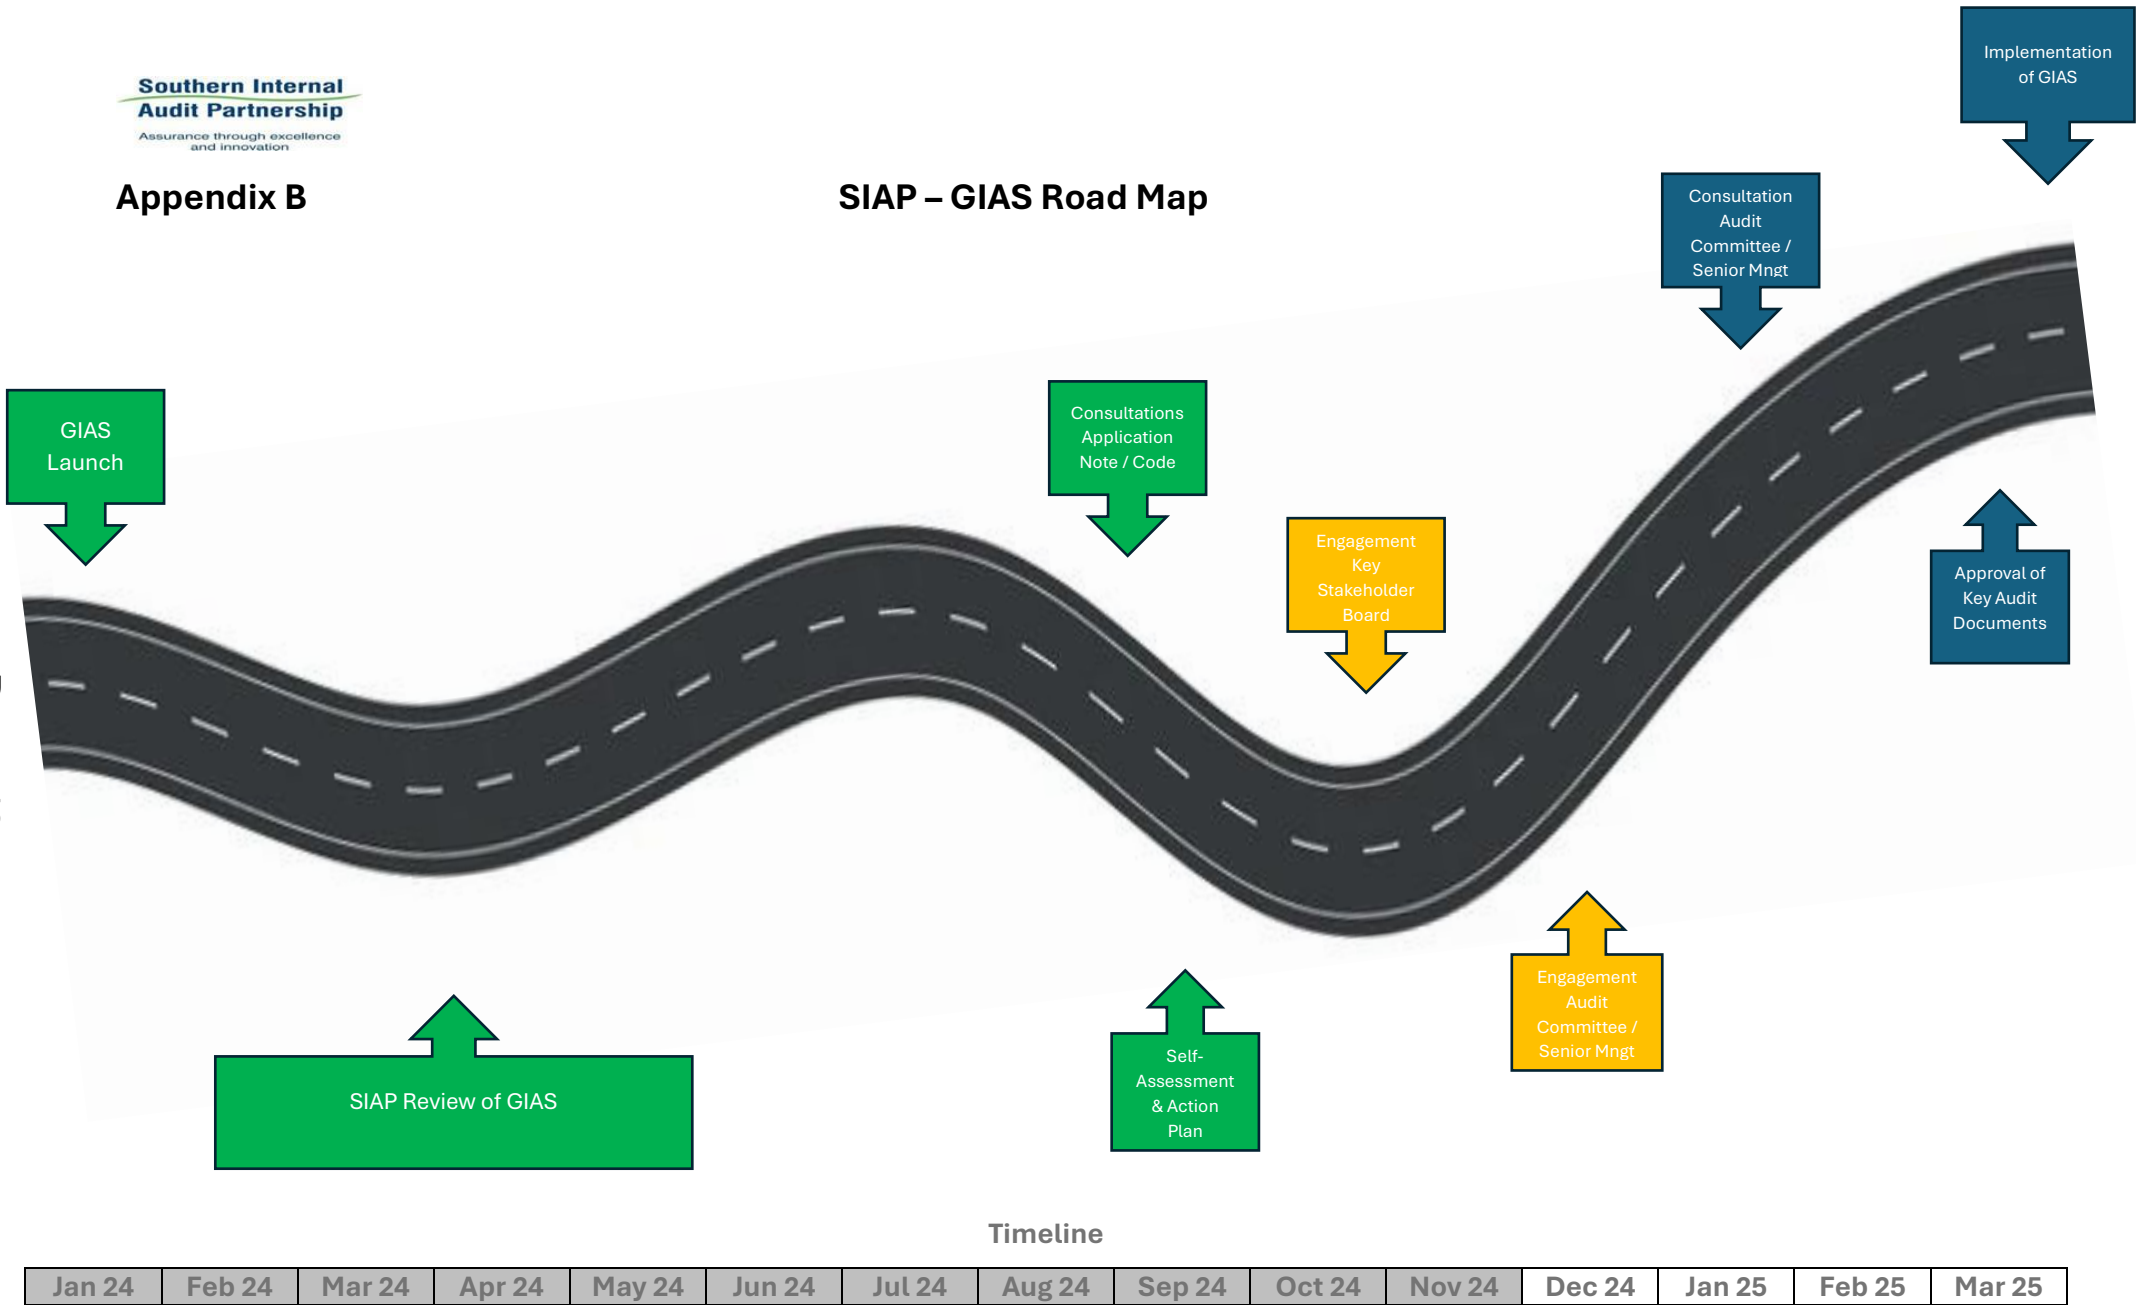 Southern Internal
Audit Partnership
Assurance through excellence
and innovation
Appendix B
SIAP – GIAS Road Map
Implementation
of GIAS
Consultation
Audit
Committee /
Senior Mngt
GIAS
Launch
Consultations
Application
Note / Code
Engagement
Key
Stakeholder
Board
Approval of
Key Audit
Documents
Engagement
Audit
Committee /
Senior Mngt
Self-
Assessment
& Action
Plan
SIAP Review of GIAS
Timeline
Jan 24 Feb 24 Mar 24 Apr 24 May 24 Jun 24 Jul 24 Aug 24 Sep 24 Oct 24 Nov 24 Dec 24 Jan 25 Feb 25 Mar 25